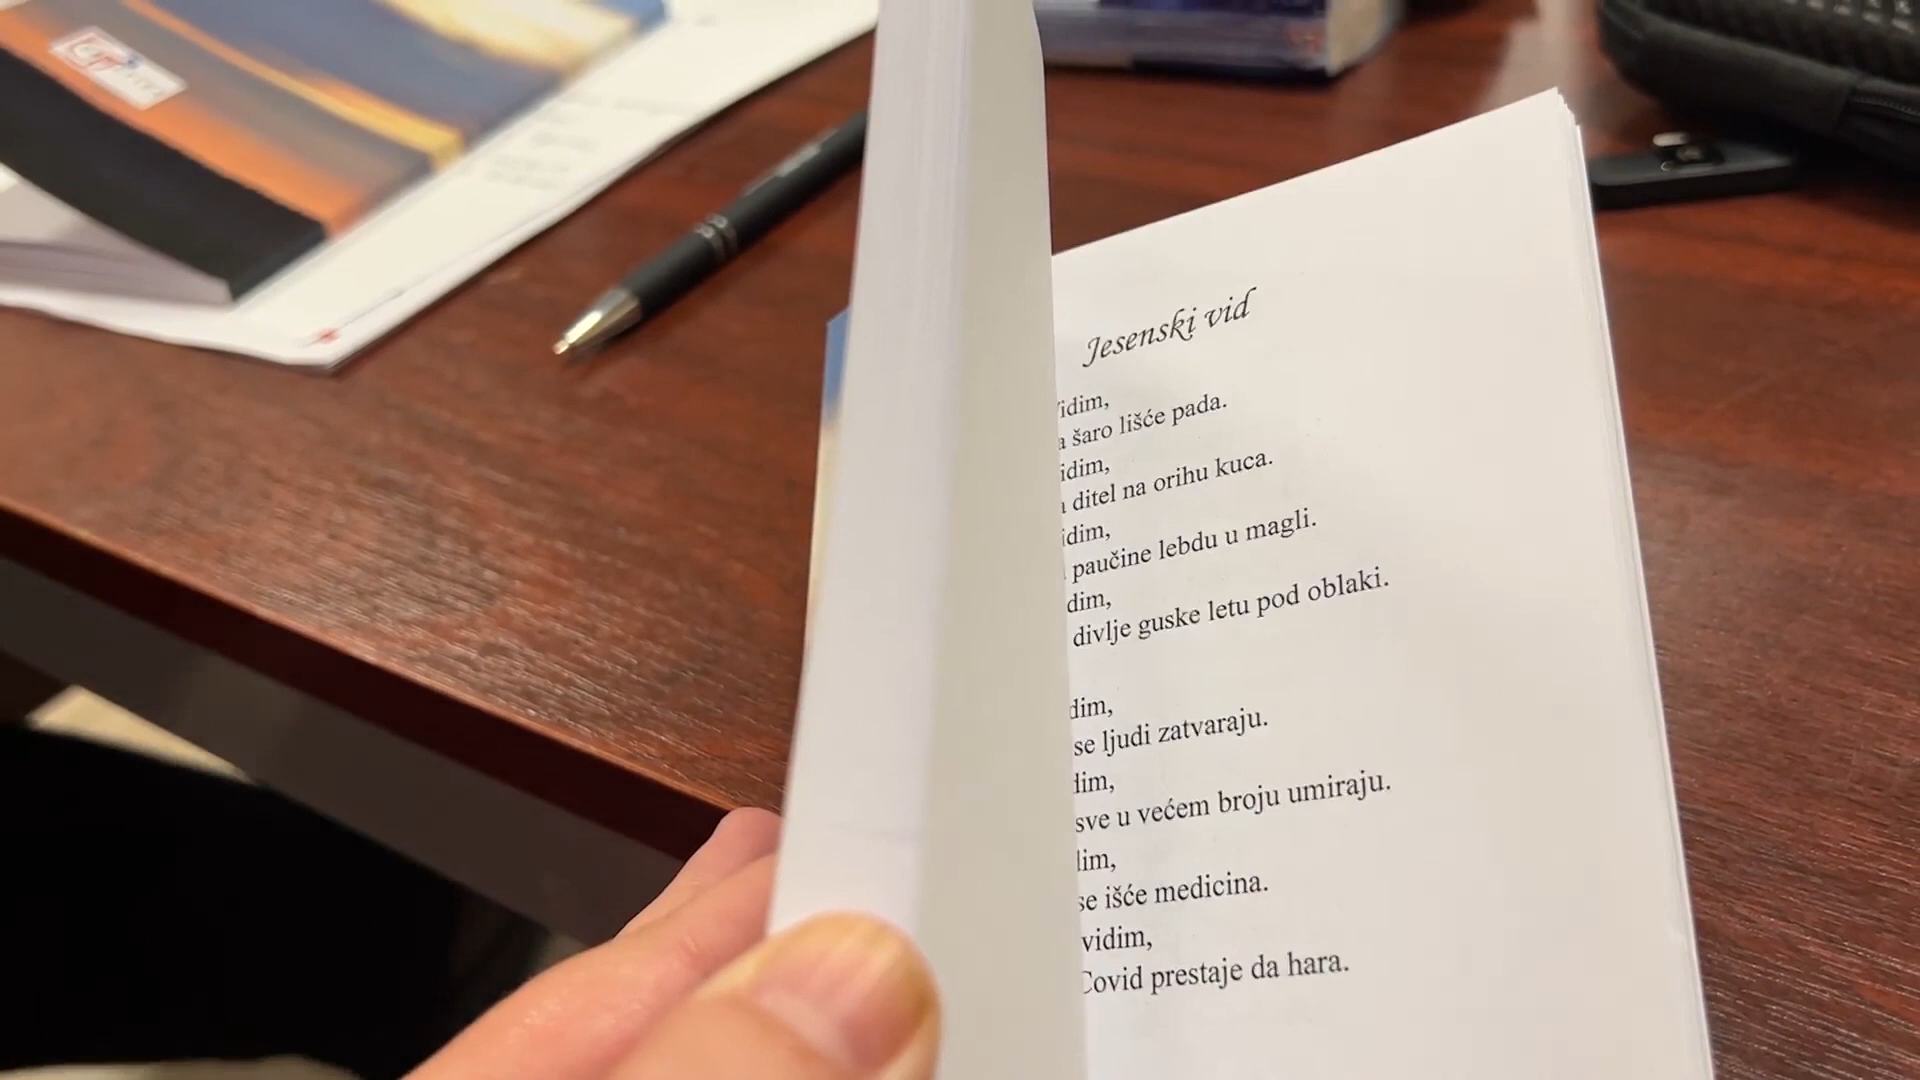 Jesenski vid
idim,
a šaro lišće pada.
idim,
ditel na orihu kuca.
idim,
paučine lebdu u magli.
dim,
divlje guske letu pod oblaki.
dim,
se ljudi zatvaraju.
dim,
sve u većem broju umiraju.
lim,
se išće medicina.
vidim,
Covid prestaje da hara.